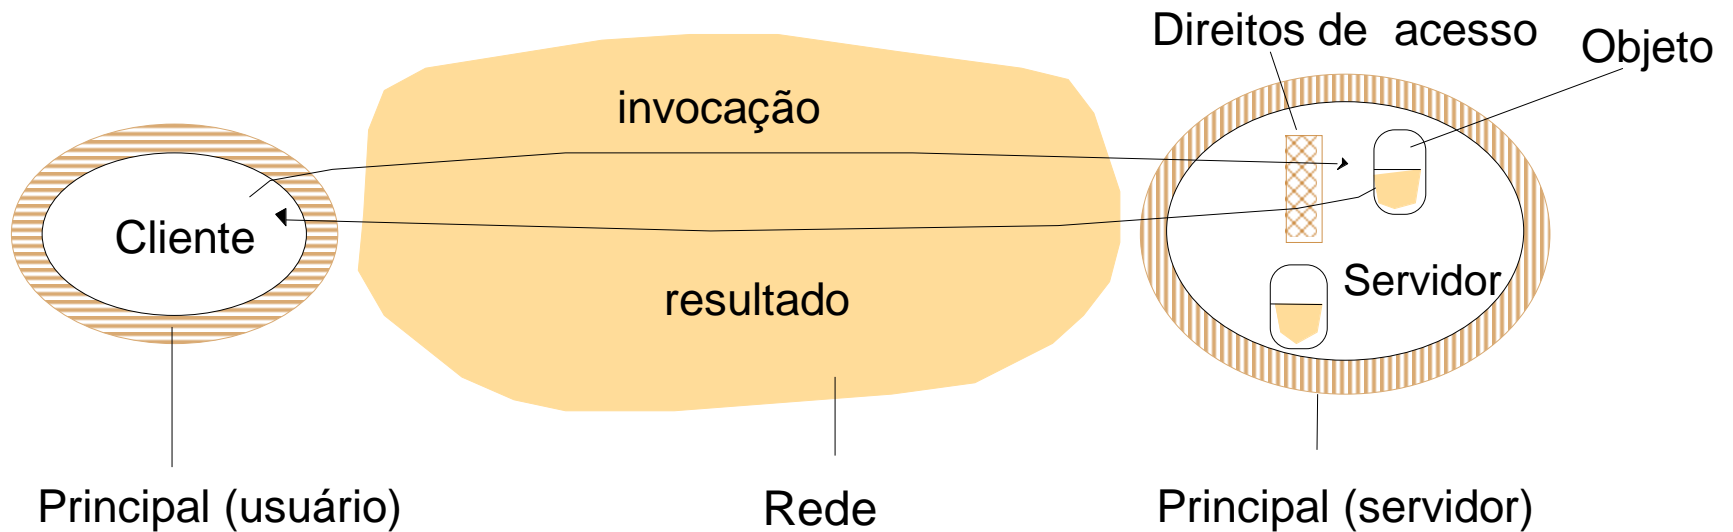 Direitos de acesso
Objeto
invocação
Cliente
resultado
Servidor
Principal (usuário)
Rede
Principal (servidor)